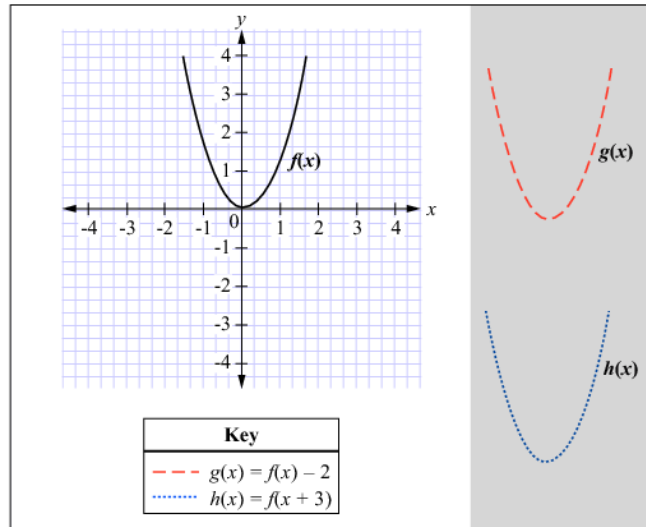 y
4
3
2
1
f(x)
g(x)
-4 -3 -2 -1 0 1 2 3 4 x
-1
-2
-3
-4
h(x)
Key
g(x) = f(x) – 2
h(x) = f(x + 3)